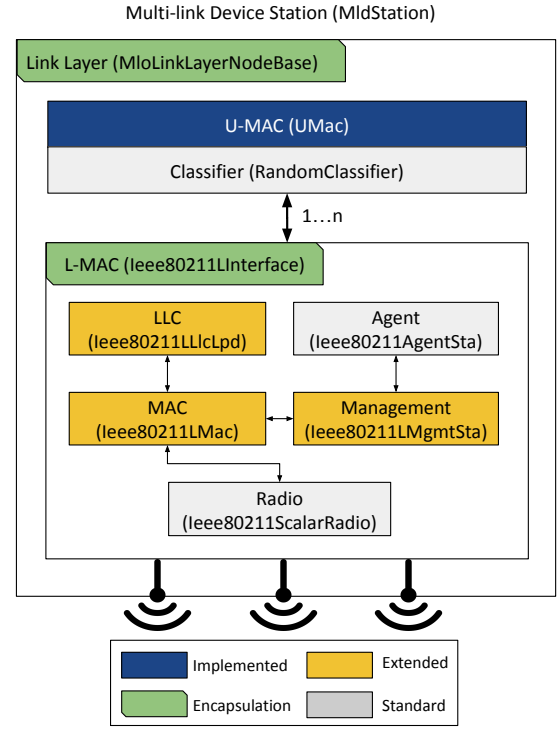 Multi-link Device Station (MldStation)
Link Layer (MloLinkLayerNodeBase)
U-MAC (UMac)
Classifier (RandomClassifier)
1…n
L-MAC (Ieee80211LInterface)
LLC
(Ieee80211LLlcLpd)
Agent
(Ieee80211AgentSta)
MAC
(Ieee80211LMac)
Management
(Ieee80211LMgmtSta)
Radio
(Ieee80211ScalarRadio)
Implemented
Extended
Encapsulation
Standard